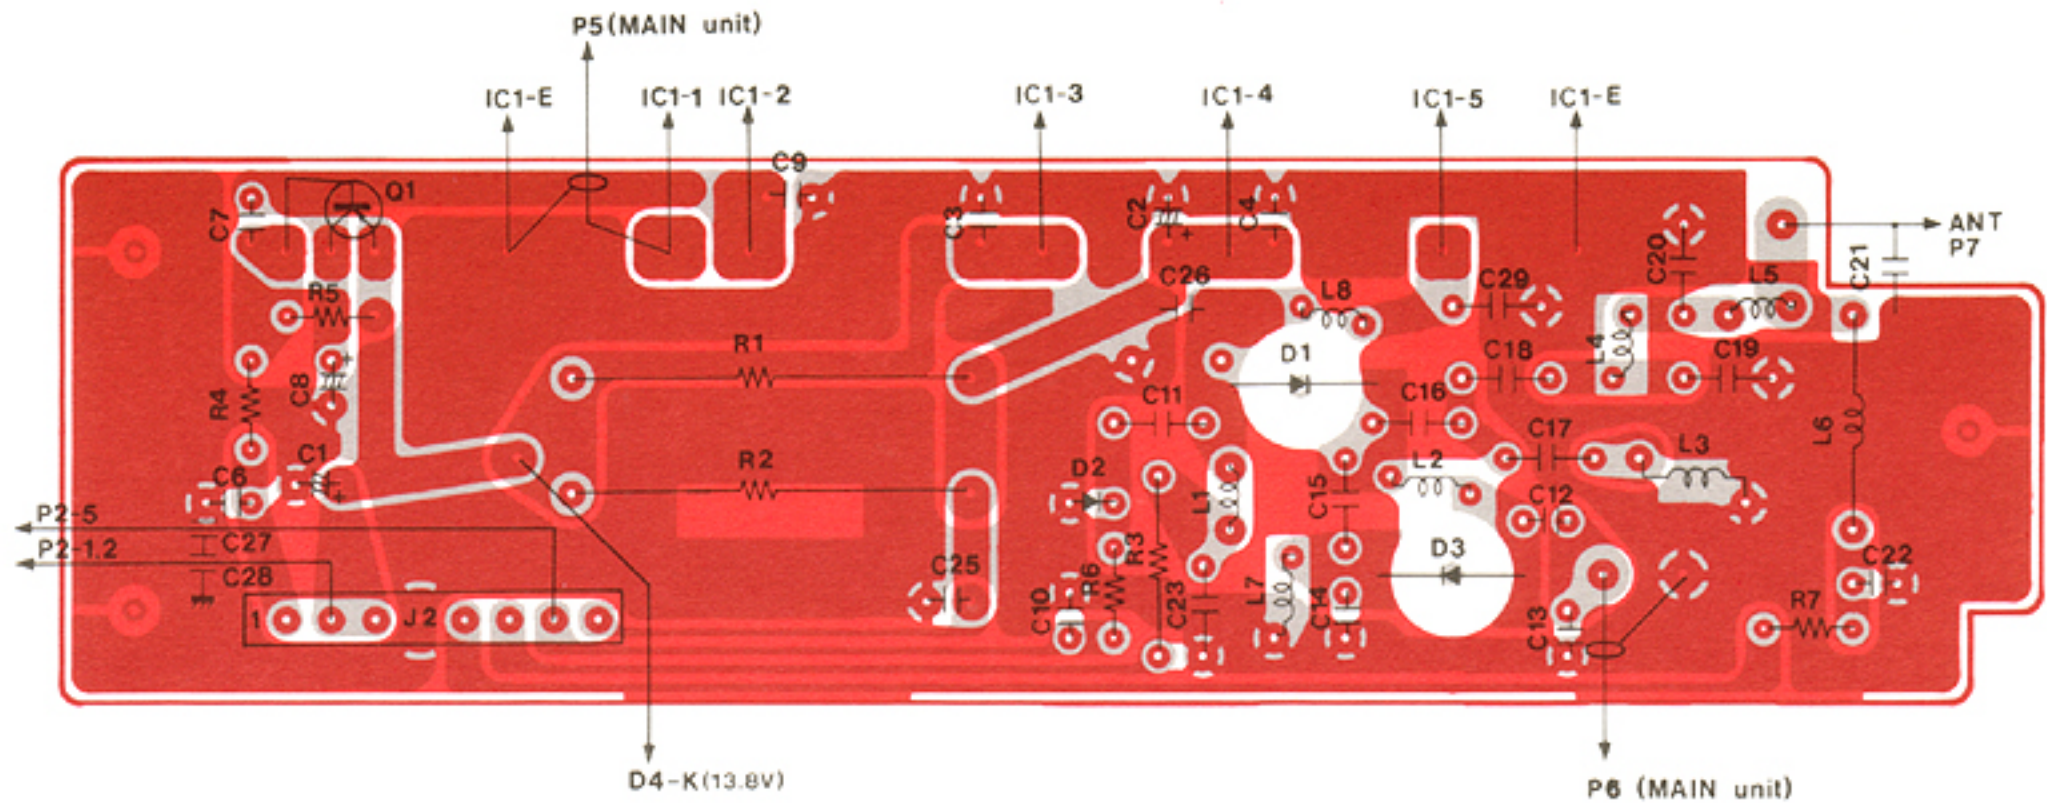 P5(MAIN unit)
IC1-E
IC1-1
IC1-2
IC1-3
IC1-4
IC1-5
IC1-E
C9
Q1
C7
C3
C2
+
C4
ANT
P7
C20
C21
L5
C26
L8
C29
R5
R1
D1
L4
C18
C19
+
C8
R4
C11
C16
L6
C17
L3
C1
+
C6
R2
D2
L1
L2
C15
C12
P2-5
P2-1.2
C27
C28
R3
D3
C25
R6
C10
C23
L7
C14
C13
C22
R7
1
J2
D4-K(13.8V)
P6 (MAIN unit)